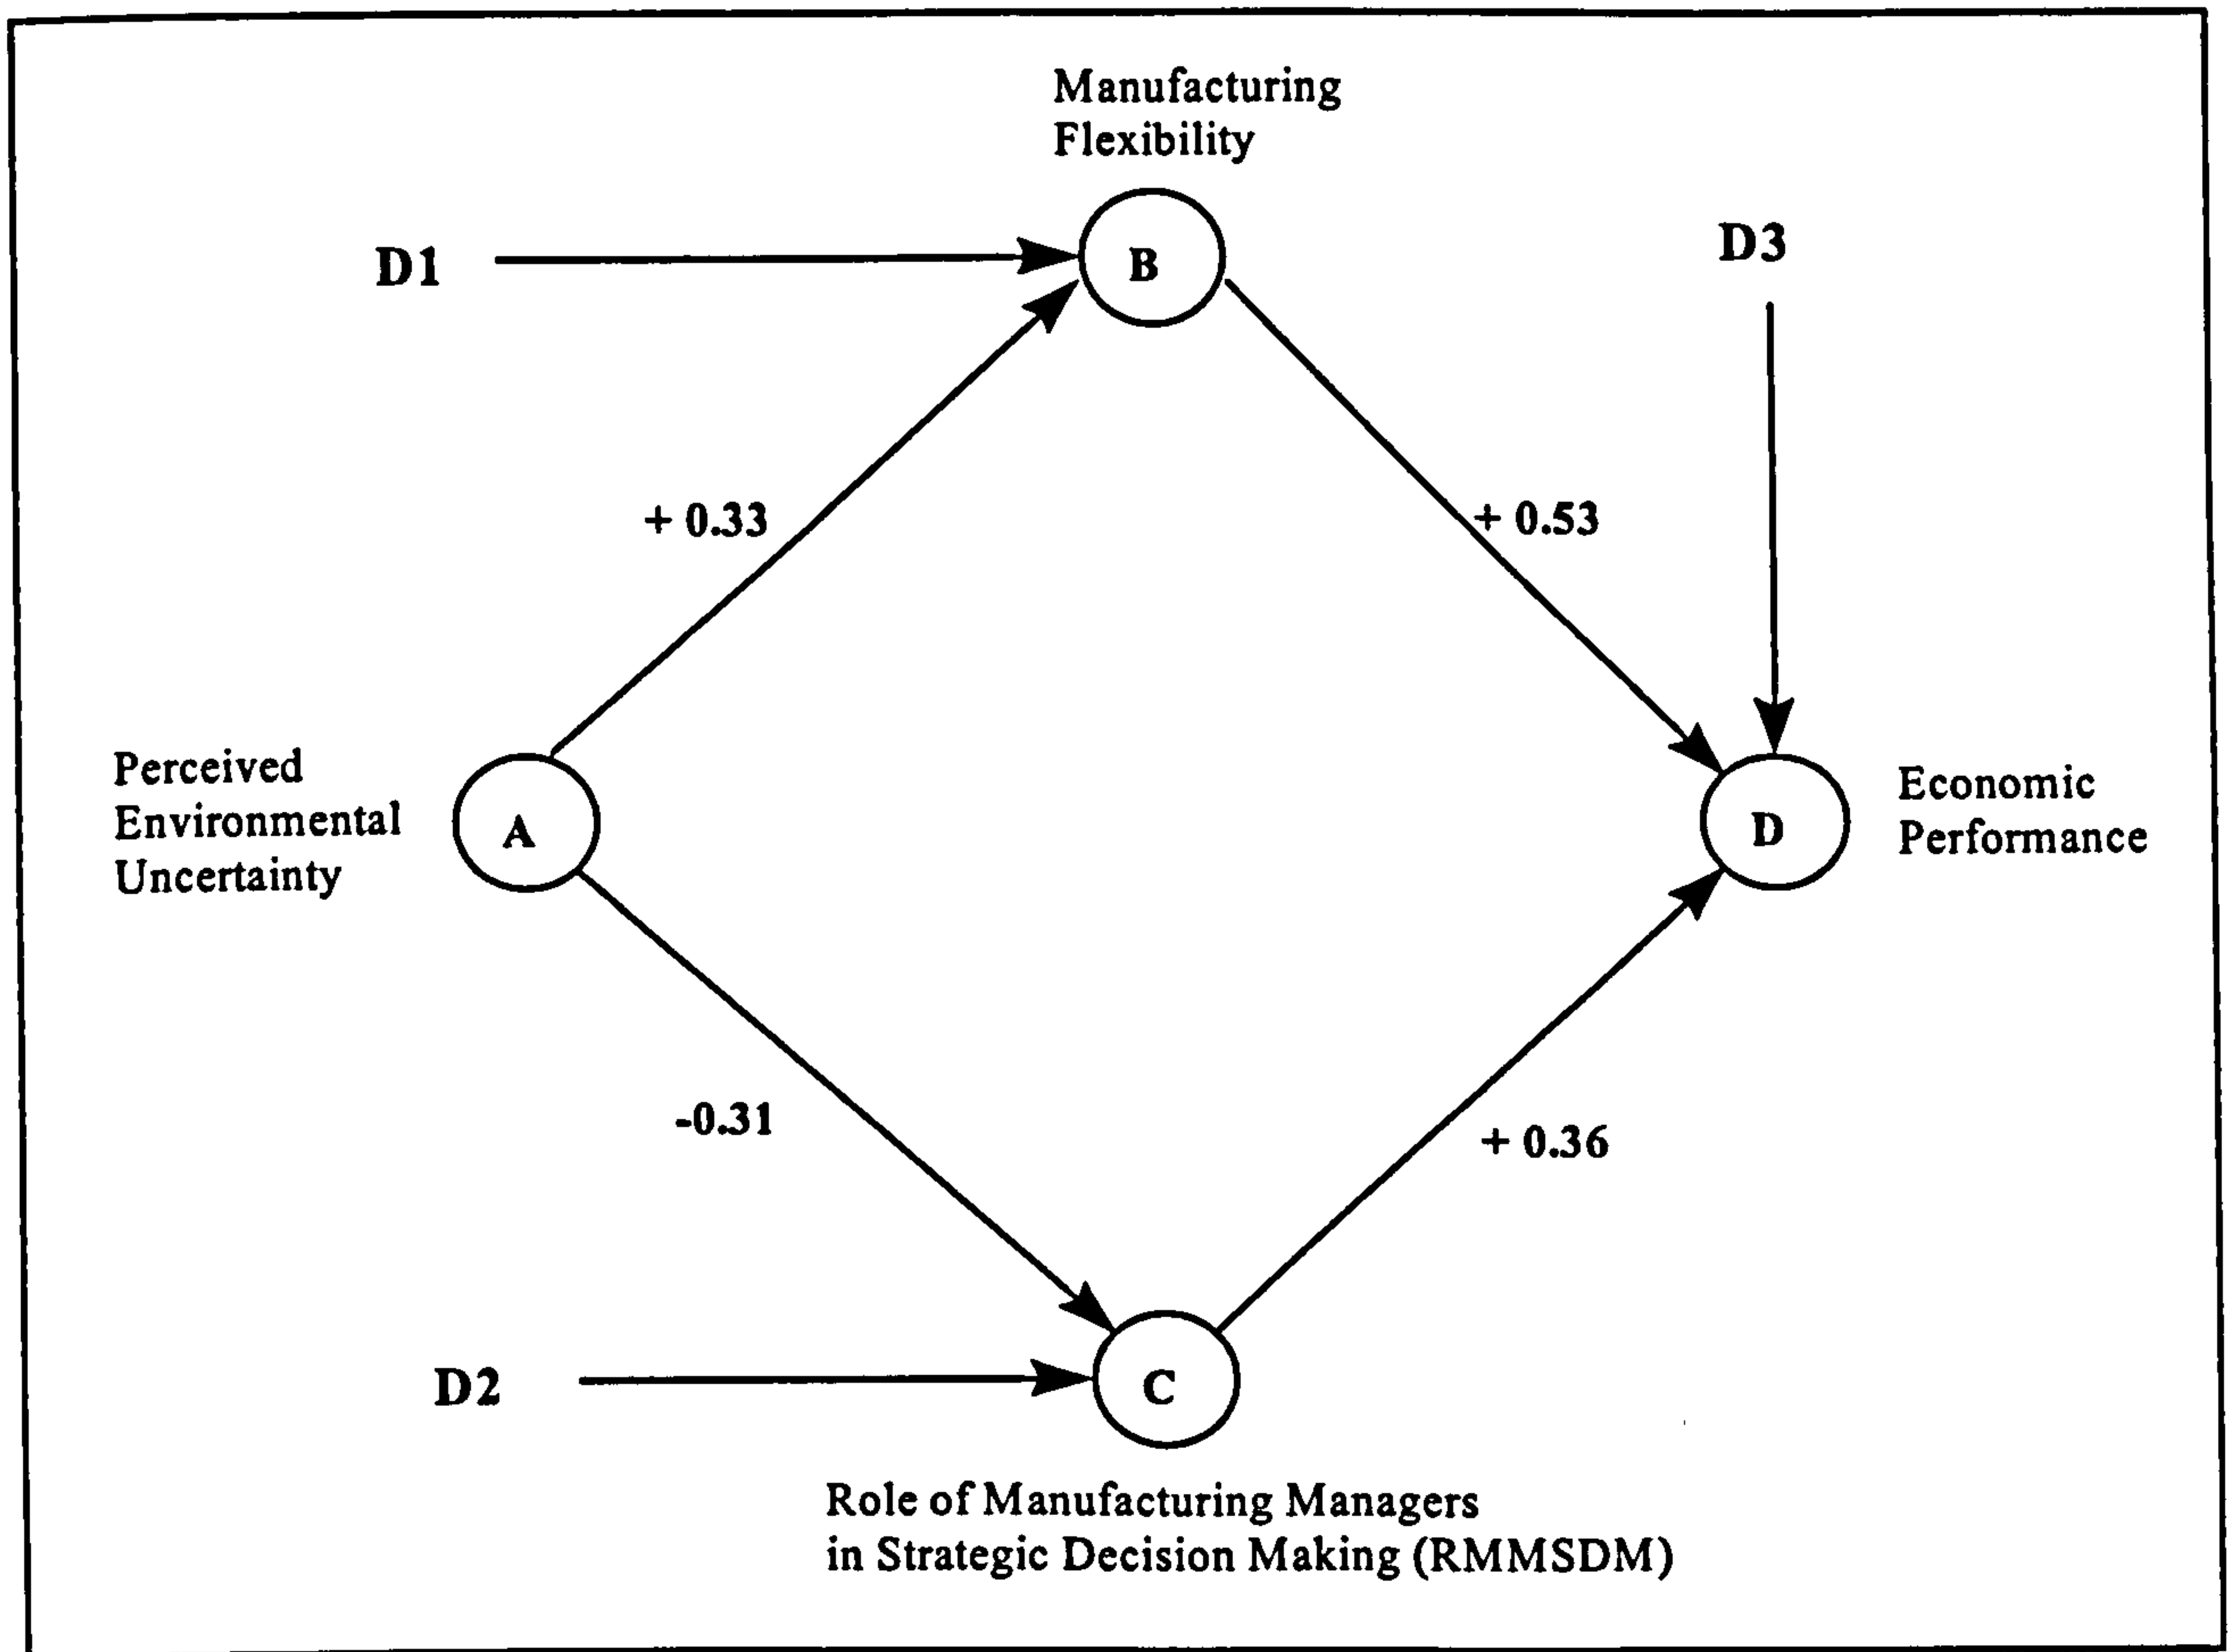 Manufacturing
Flexibility
D1
B
D3
+ 0.33
+ 0.53
Perceived
Environmental
Uncertainty
A
D
Economic
Performance
-0.31
+ 0.36
D2
C
Role of Manufacturing Managers
in Strategic Decision Making (RMMSDM)